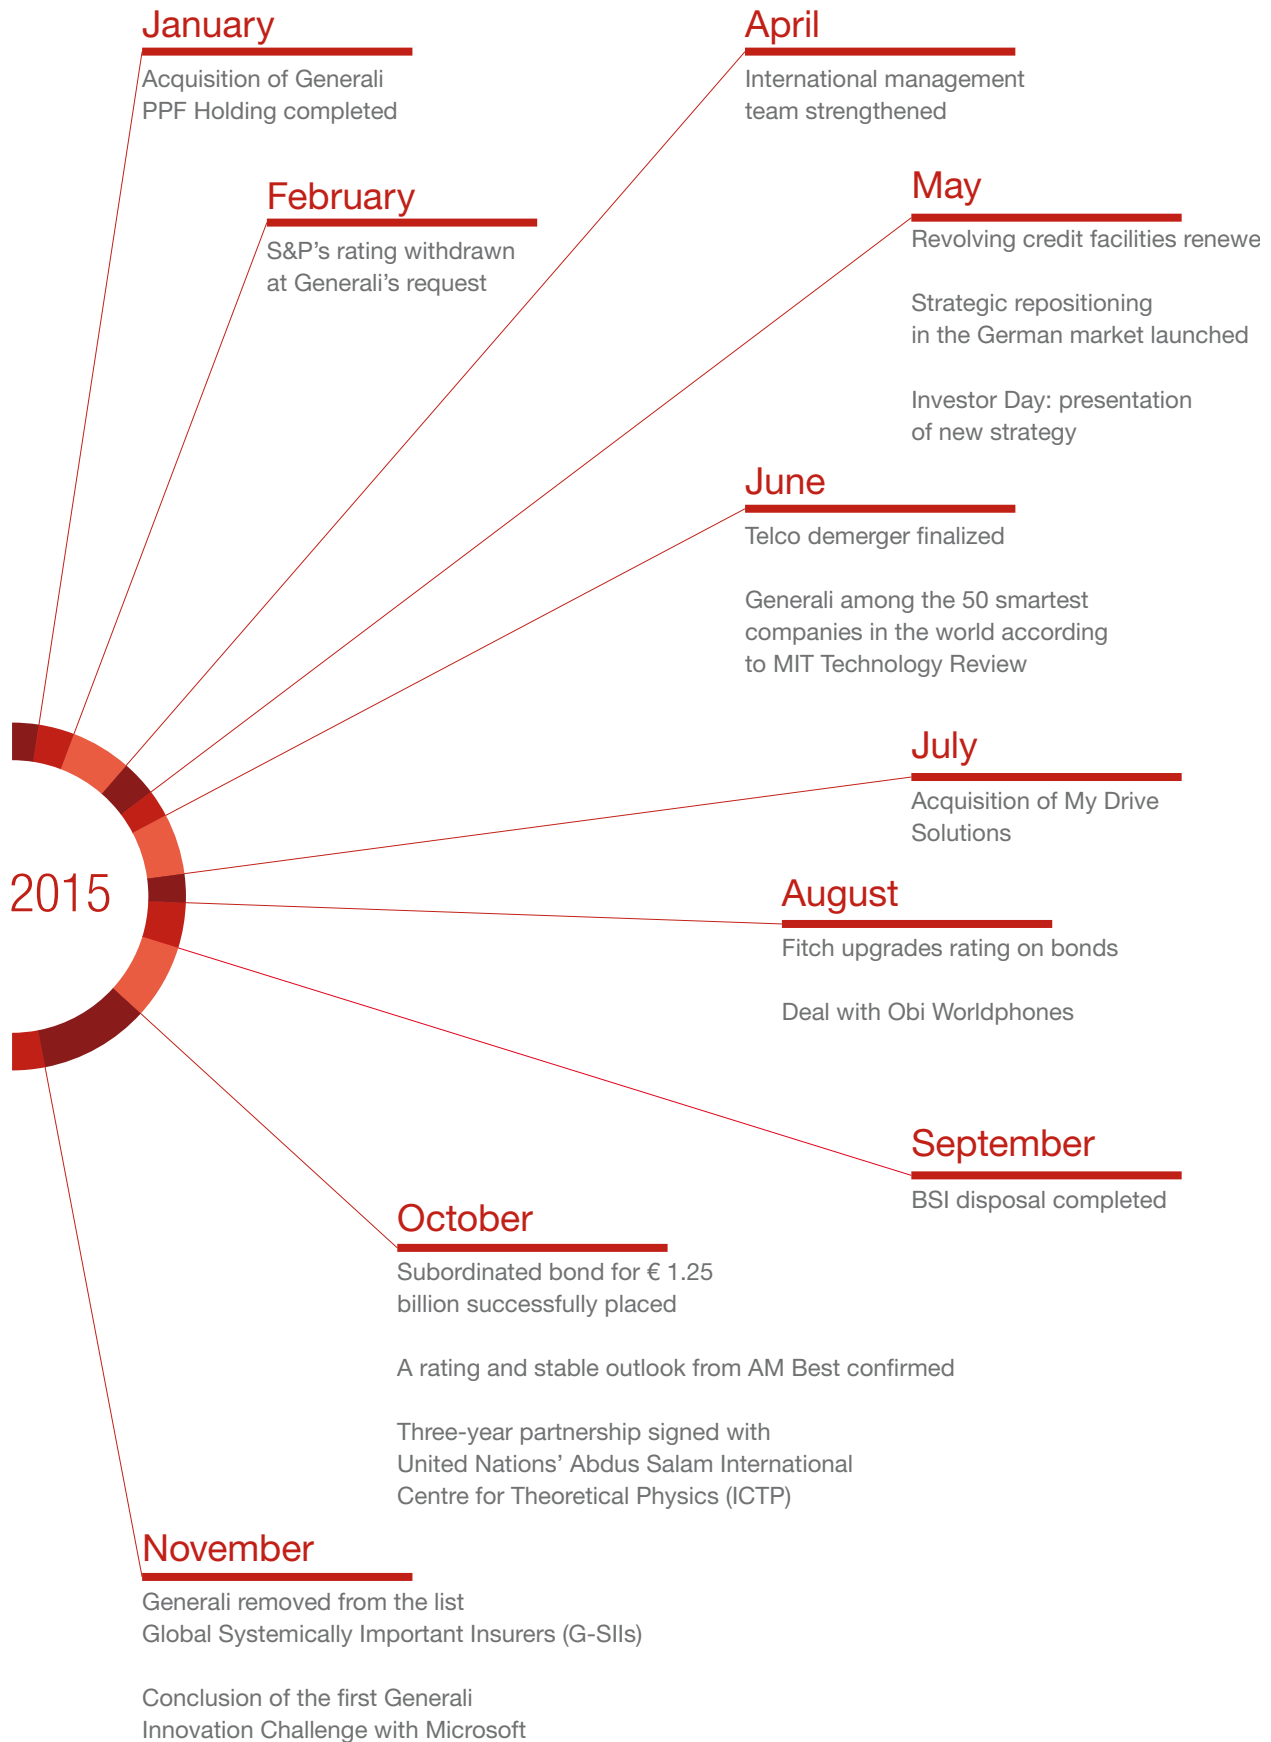 January
Acquisition of Generali
PPF Holding completed
February
S&P's rating withdrawn
at Generali's request
April
International management
team strengthened
May
Revolving credit facilities renewe
Strategic repositioning
in the German market launched
Investor Day: presentation
of new strategy
June
Telco demerger finalized
Generali among the 50 smartest
companies in the world according
to MIT Technology Review
July
Acquisition of My Drive
Solutions
2015
August
Fitch upgrades rating on bonds
Deal with Obi Worldphones
September
BSI disposal completed
October
Subordinated bond for € 1.25
billion successfully placed
A rating and stable outlook from AM Best confirmed
Three-year partnership signed with
United Nations' Abdus Salam International
Centre for Theoretical Physics (ICTP)
November
Generali removed from the list
Global Systemically Important Insurers (G-SIIs)
Conclusion of the first Generali
Innovation Challenge with Microsoft